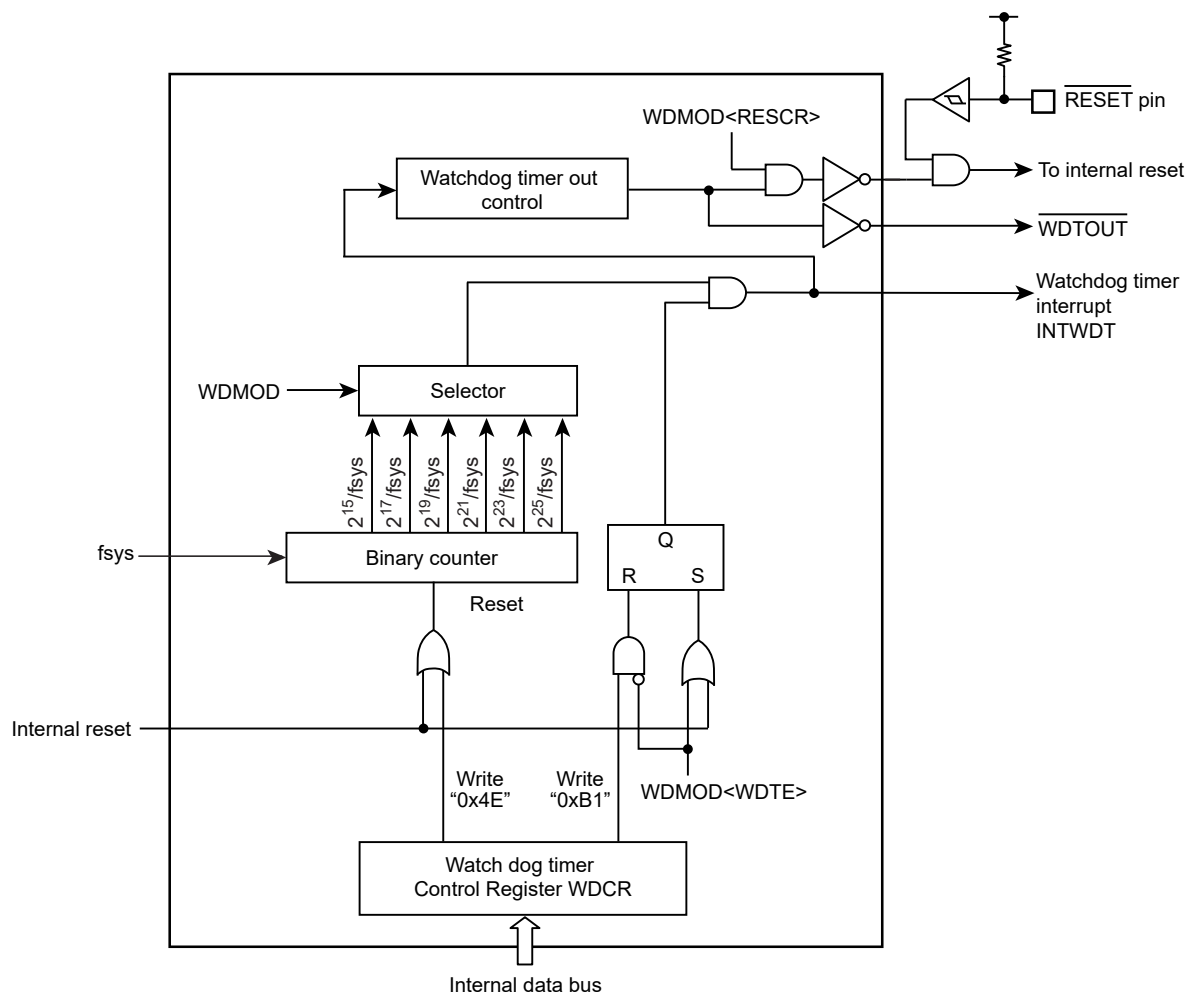 RESET pin
WDMOD<RESCR>
Watchdog timer out
control
To internal reset
WDTOUT
Watchdog timer
interrupt
INTWDT
WDMOD
Selector
2^15/fsys
2^17/fsys
2^19/fsys
2^21/fsys
2^23/fsys
2^25/fsys
fsys
Binary counter
Q
R S
Reset
Internal reset
Write
“0x4E”
Write
“0xB1”
WDMOD<WDTE>
Watch dog timer
Control Register WDCR
Internal data bus